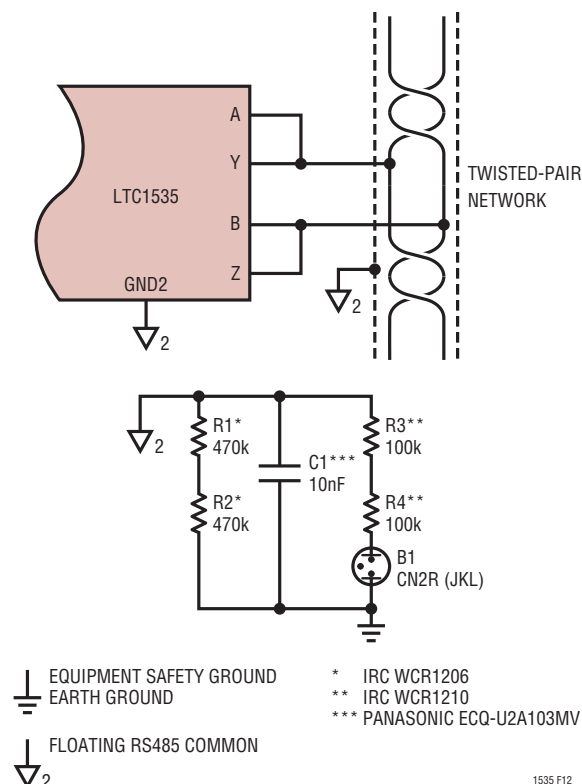 A
Y
LTC1535
B
Z
GND2
2
2
TWISTED-PAIR
NETWORK
2
R1*
470k
R2*
470k
C1***
10nF
R3**
100k
R4**
100k
B1
CN2R (JKL)
EQUIPMENT SAFETY GROUND
EARTH GROUND
FLOATING RS485 COMMON
2
* IRC WCR1206
** IRC WCR1210
*** PANASONIC ECQ-U2A103MV
1535 F12